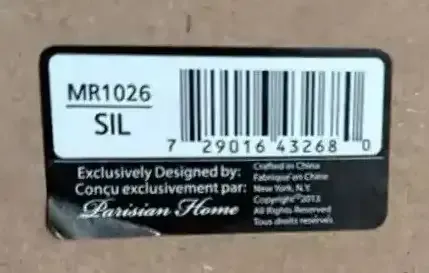 MR1026
SIL
7 29016 43268 0
Exclusively Designed by:
Conçu exclusivement par:
Parisian Home
Crafted in China
Fabriqué en Chine
New York, N.Y.
Copyright©2013
All Rights Reserved
Tous droits réservés